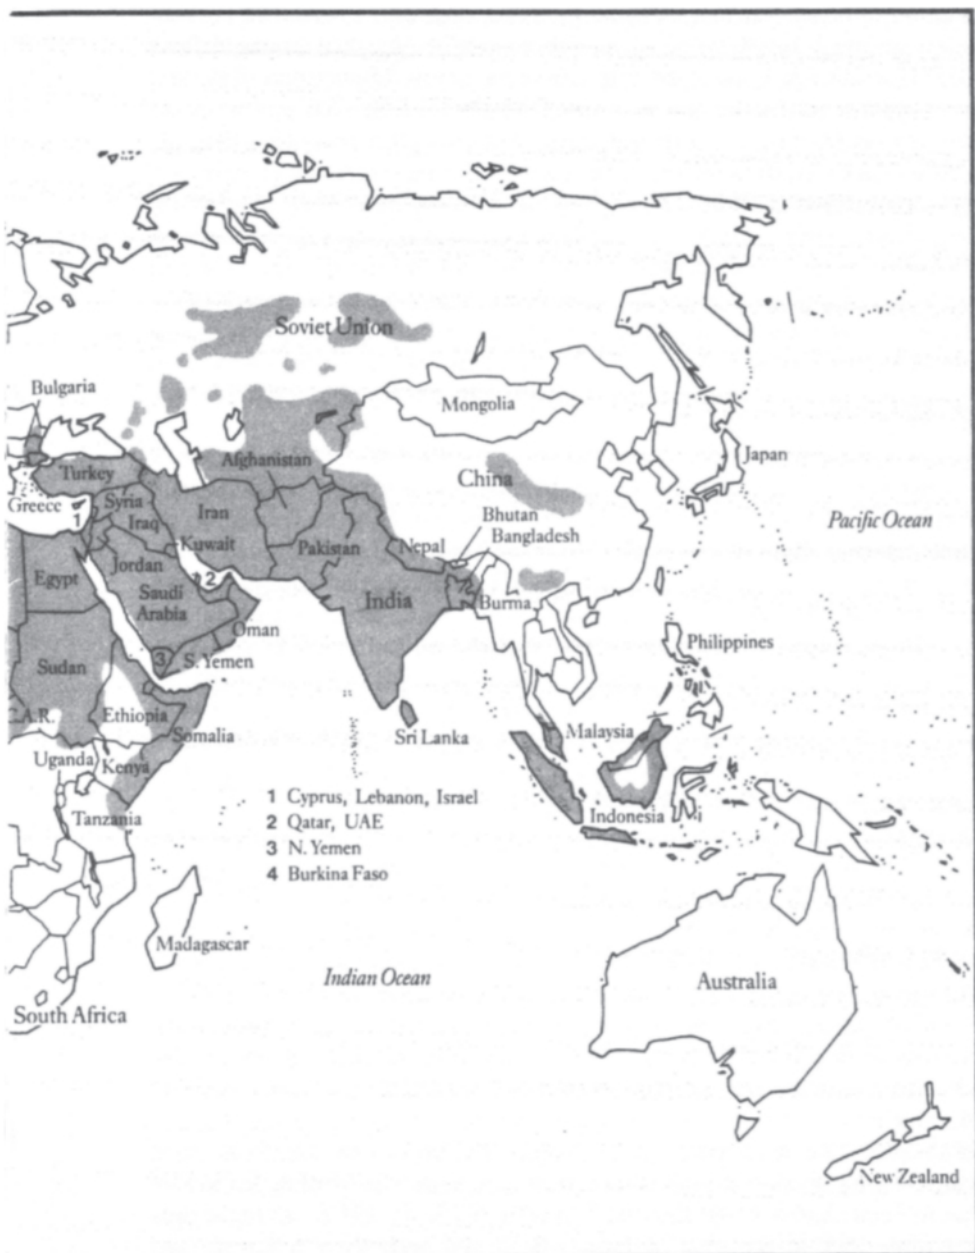 Soviet Union
Bulgaria
Mongolia
Afghanistan
Japan
Turkey
China
Greece
Syria
1
Iran
Bhutan
Pacific Ocean
Iraq
Bangladesh
Kuwait
Pakistan
Nepal
Jordan
Egypt
2
Saudi
Arabia
India
Burma
Oman
Philippines
3
S. Yemen
Sudan
C.A.R.
Ethiopia
Somalia
Sri Lanka
Malaysia
Uganda
Kenya
1 Cyprus, Lebanon, Israel
2 Qatar, UAE
3 N. Yemen
4 Burkina Faso
Tanzania
Indonesia
Madagascar
Indian Ocean
Australia
South Africa
New Zealand